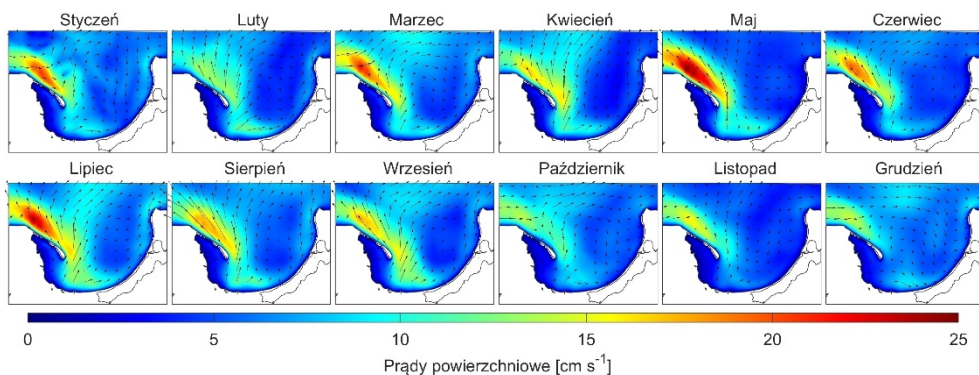 Styczeń Luty Marzec Kwiecień Maj Czerwiec
Lipiec Sierpień Wrzesień Październik Listopad Grudzień
0 5 10 15 20 25
Prądy powierzchniowe [cm s⁻¹]